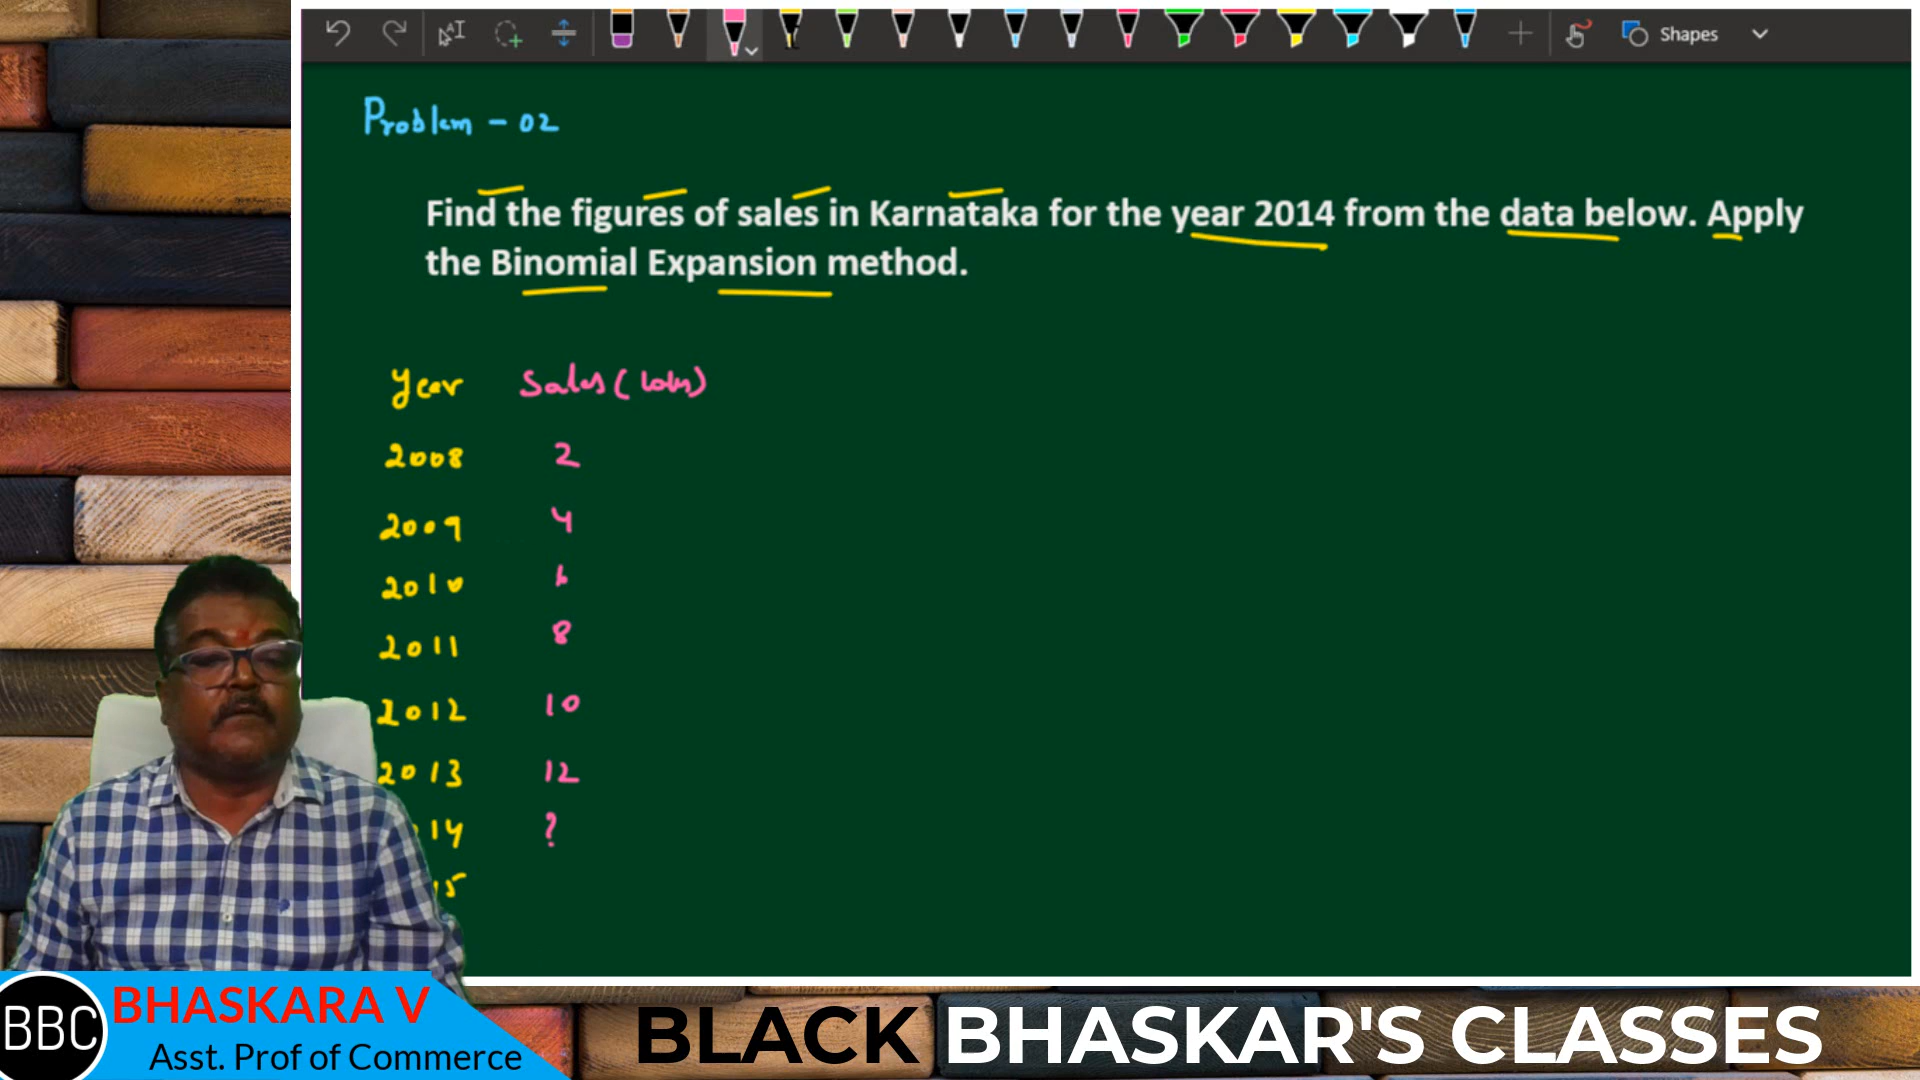 Shapes
Problem - 02
Find the figures of sales in Karnataka for the year 2014 from the data below. Apply
the Binomial Expansion method.
Year Sales (
2008 2
2009 4
2010 6
2011 8
2012 10
2013 12
14 ?
15
BBC
BHASKARA V
Asst. Prof of Commerce
BLACK BHASKAR'S CLASSES